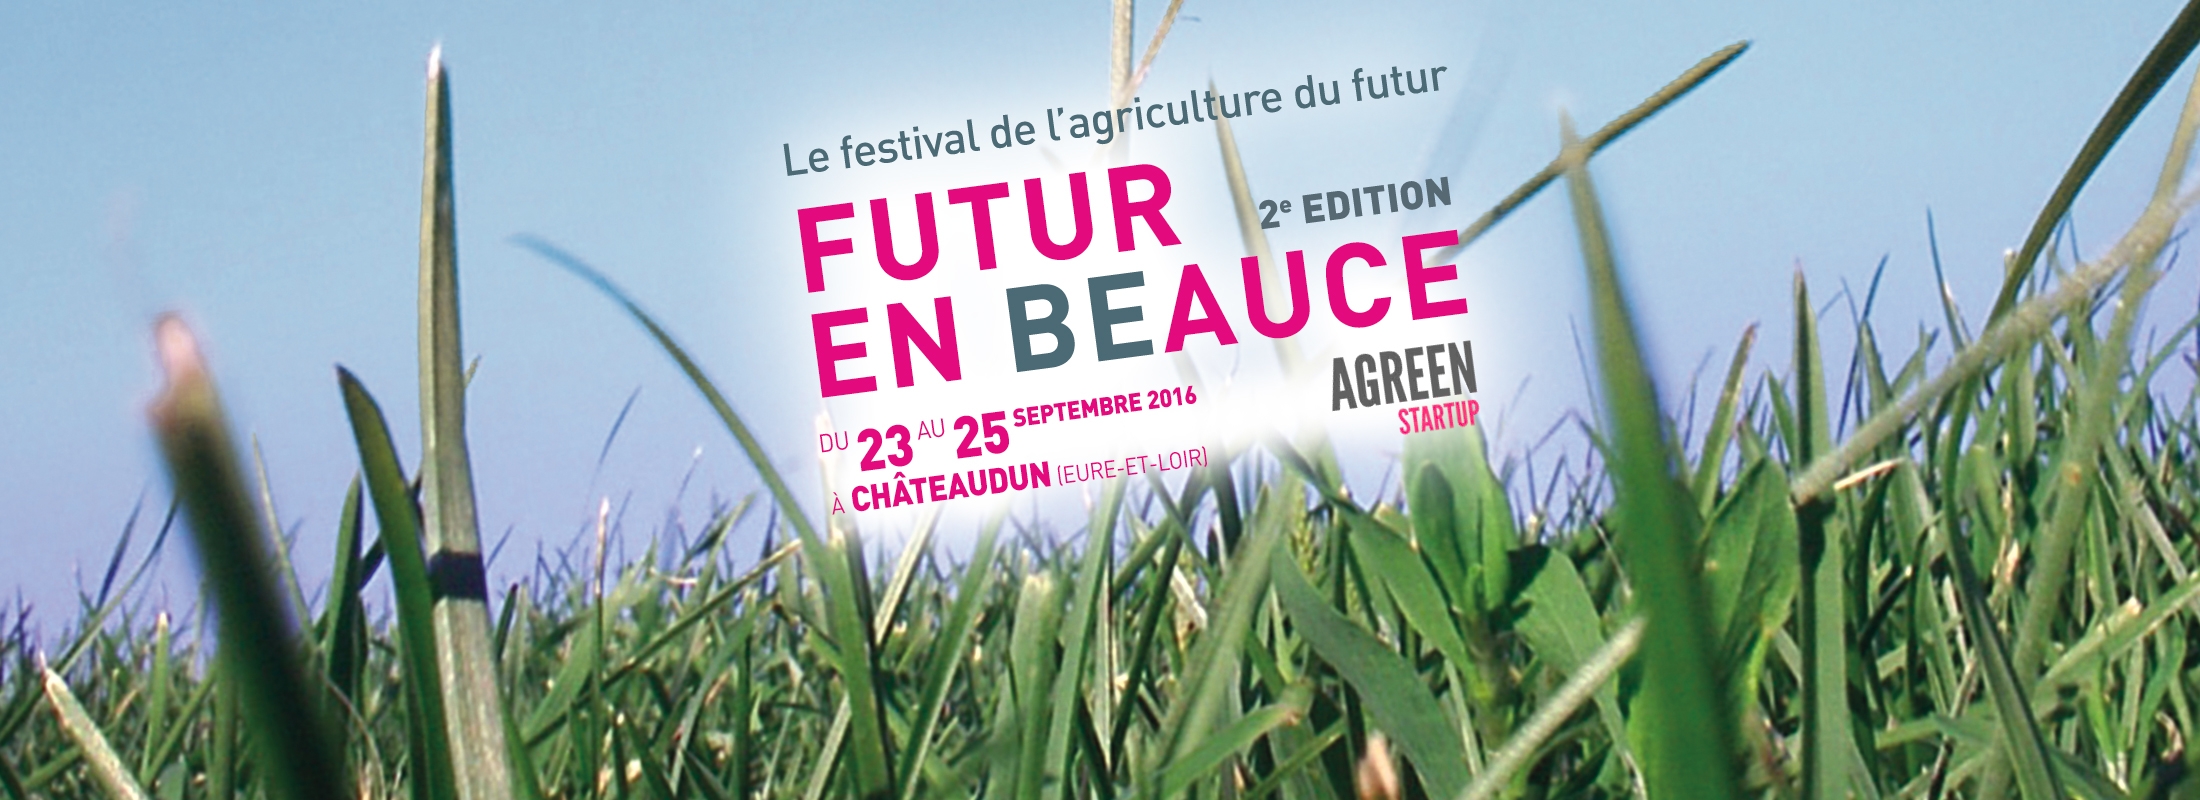 Le festival de l'agriculture du futur
FUTUR
2e EDITION
EN BEAUCE
AGREEN
STARTUP
DU 23 AU 25 SEPTEMBRE 2016
À CHÂTEAUDUN (EURE-ET-LOIR)